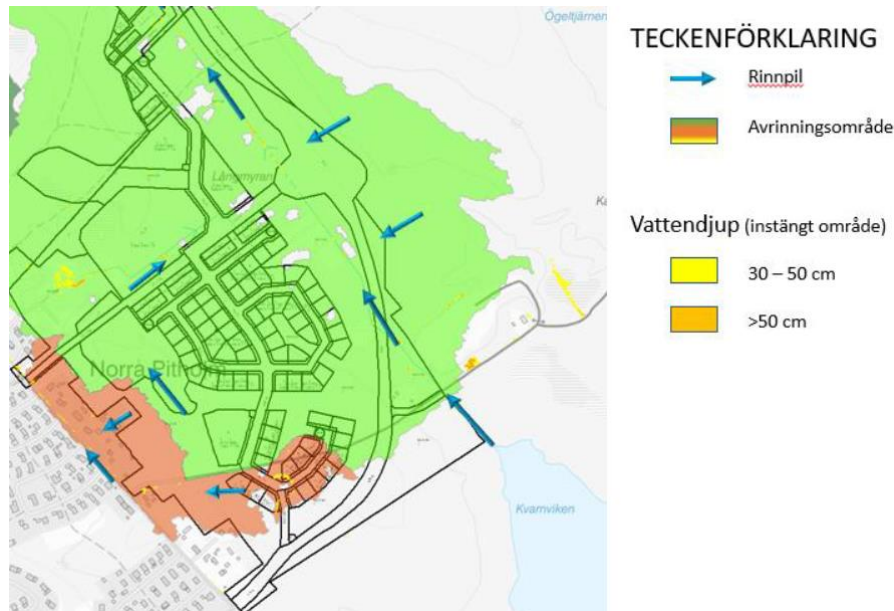 Ögeltjärnen
Långmyran
Norra Pitholm
Kvarnviken
TECKENFÖRKLARING
Rinnpil
Avrinningsområde
Vattendjup (instängt område)
30 – 50 cm
>50 cm